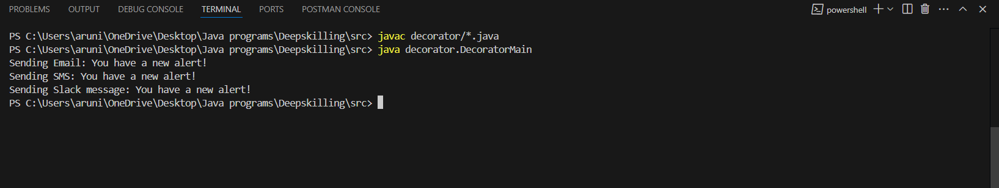 PROBLEMS OUTPUT DEBUG CONSOLE TERMINAL PORTS POSTMAN CONSOLE powershell
PS C:\Users\aruni\OneDrive\Desktop\Java programs\Deepskilling\src> javac decorator/*.java
PS C:\Users\aruni\OneDrive\Desktop\Java programs\Deepskilling\src> java decorator.DecoratorMain
Sending Email: You have a new alert!
Sending SMS: You have a new alert!
Sending Slack message: You have a new alert!
PS C:\Users\aruni\OneDrive\Desktop\Java programs\Deepskilling\src>